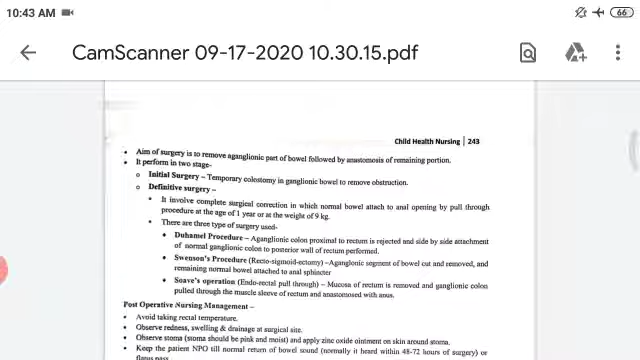 10:43 AM
66
CamScanner 09-17-2020 10.30.15.pdf
Child Health Nursing | 243
• Aim of surgery is to remove aganglionic part of bowel followed by anastomosis of remaining portion.
• It perform in two stage-
o Initial Surgery – Temporary colostomy in ganglionic bowel to remove obstruction.
o Definitive surgery –
• It involve complete surgical correction in which normal bowel attach to anal opening by pull through
procedure at the age of 1 year or at the weight of 9 kg.
• There are three type of surgery used-
• Duhamel Procedure – Aganglionic colon proximal to rectum is rejected and side by side attachment
of normal ganglionic colon to posterior wall of rectum performed.
• Swenson's Procedure (Recto-sigmoid-ectomy) –Aganglionic segment of bowel cut and removed, and
remaining normal bowel attached to anal sphincter
• Soave's operation (Endo-rectal pull through) – Mucosa of rectum is removed and ganglionic colon
pulled through the muscle sleeve of rectum and anastomosed with anus.
Post Operative Nursing Management –
• Avoid taking rectal temperature.
• Observe redness, swelling & drainage at surgical site.
• Observe stoma (stoma should be pink and moist) and apply zinc oxide ointment on skin around stoma.
• Keep the patient NPO till normal return of bowel sound (normally it heard within 48-72 hours of surgery) or
flatus pass